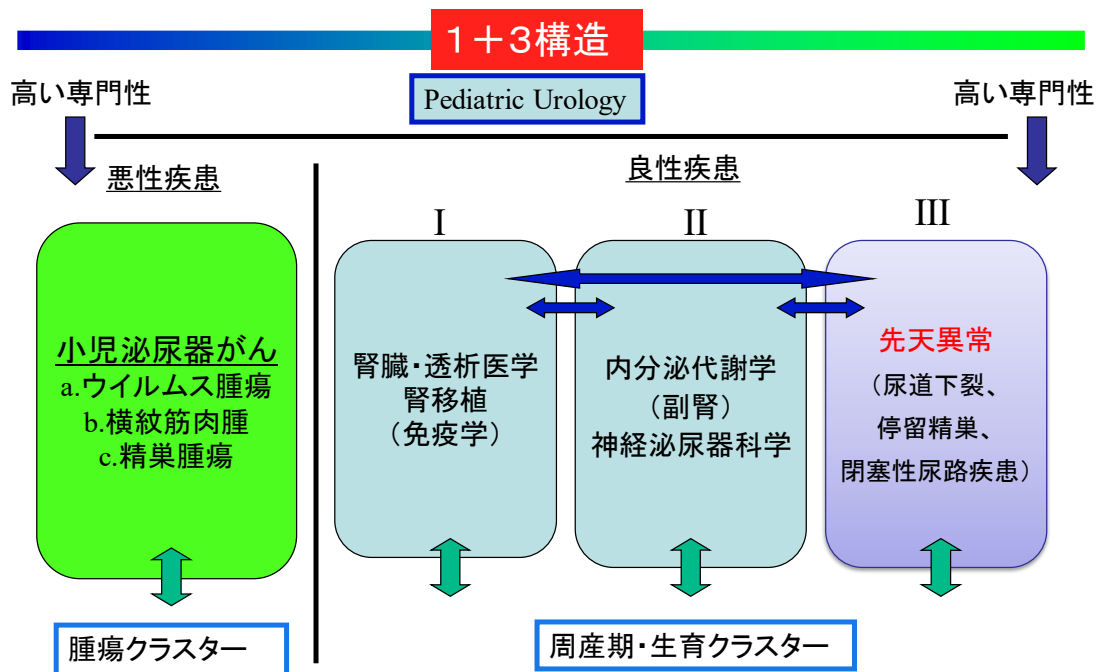 1+3構造
Pediatric Urology
高い専門性
高い専門性
悪性疾患
良性疾患
小児泌尿器がん
a.ウイルムス腫瘍
b.横紋筋肉腫
c.精巣腫瘍
I
腎臓・透析医学
腎移植
(免疫学)
II
内分泌代謝学
(副腎)
神経泌尿器科学
III
先天異常
(尿道下裂、
停留精巣、
閉塞性尿路疾患)
腫瘍クラスター
周産期・生育クラスター